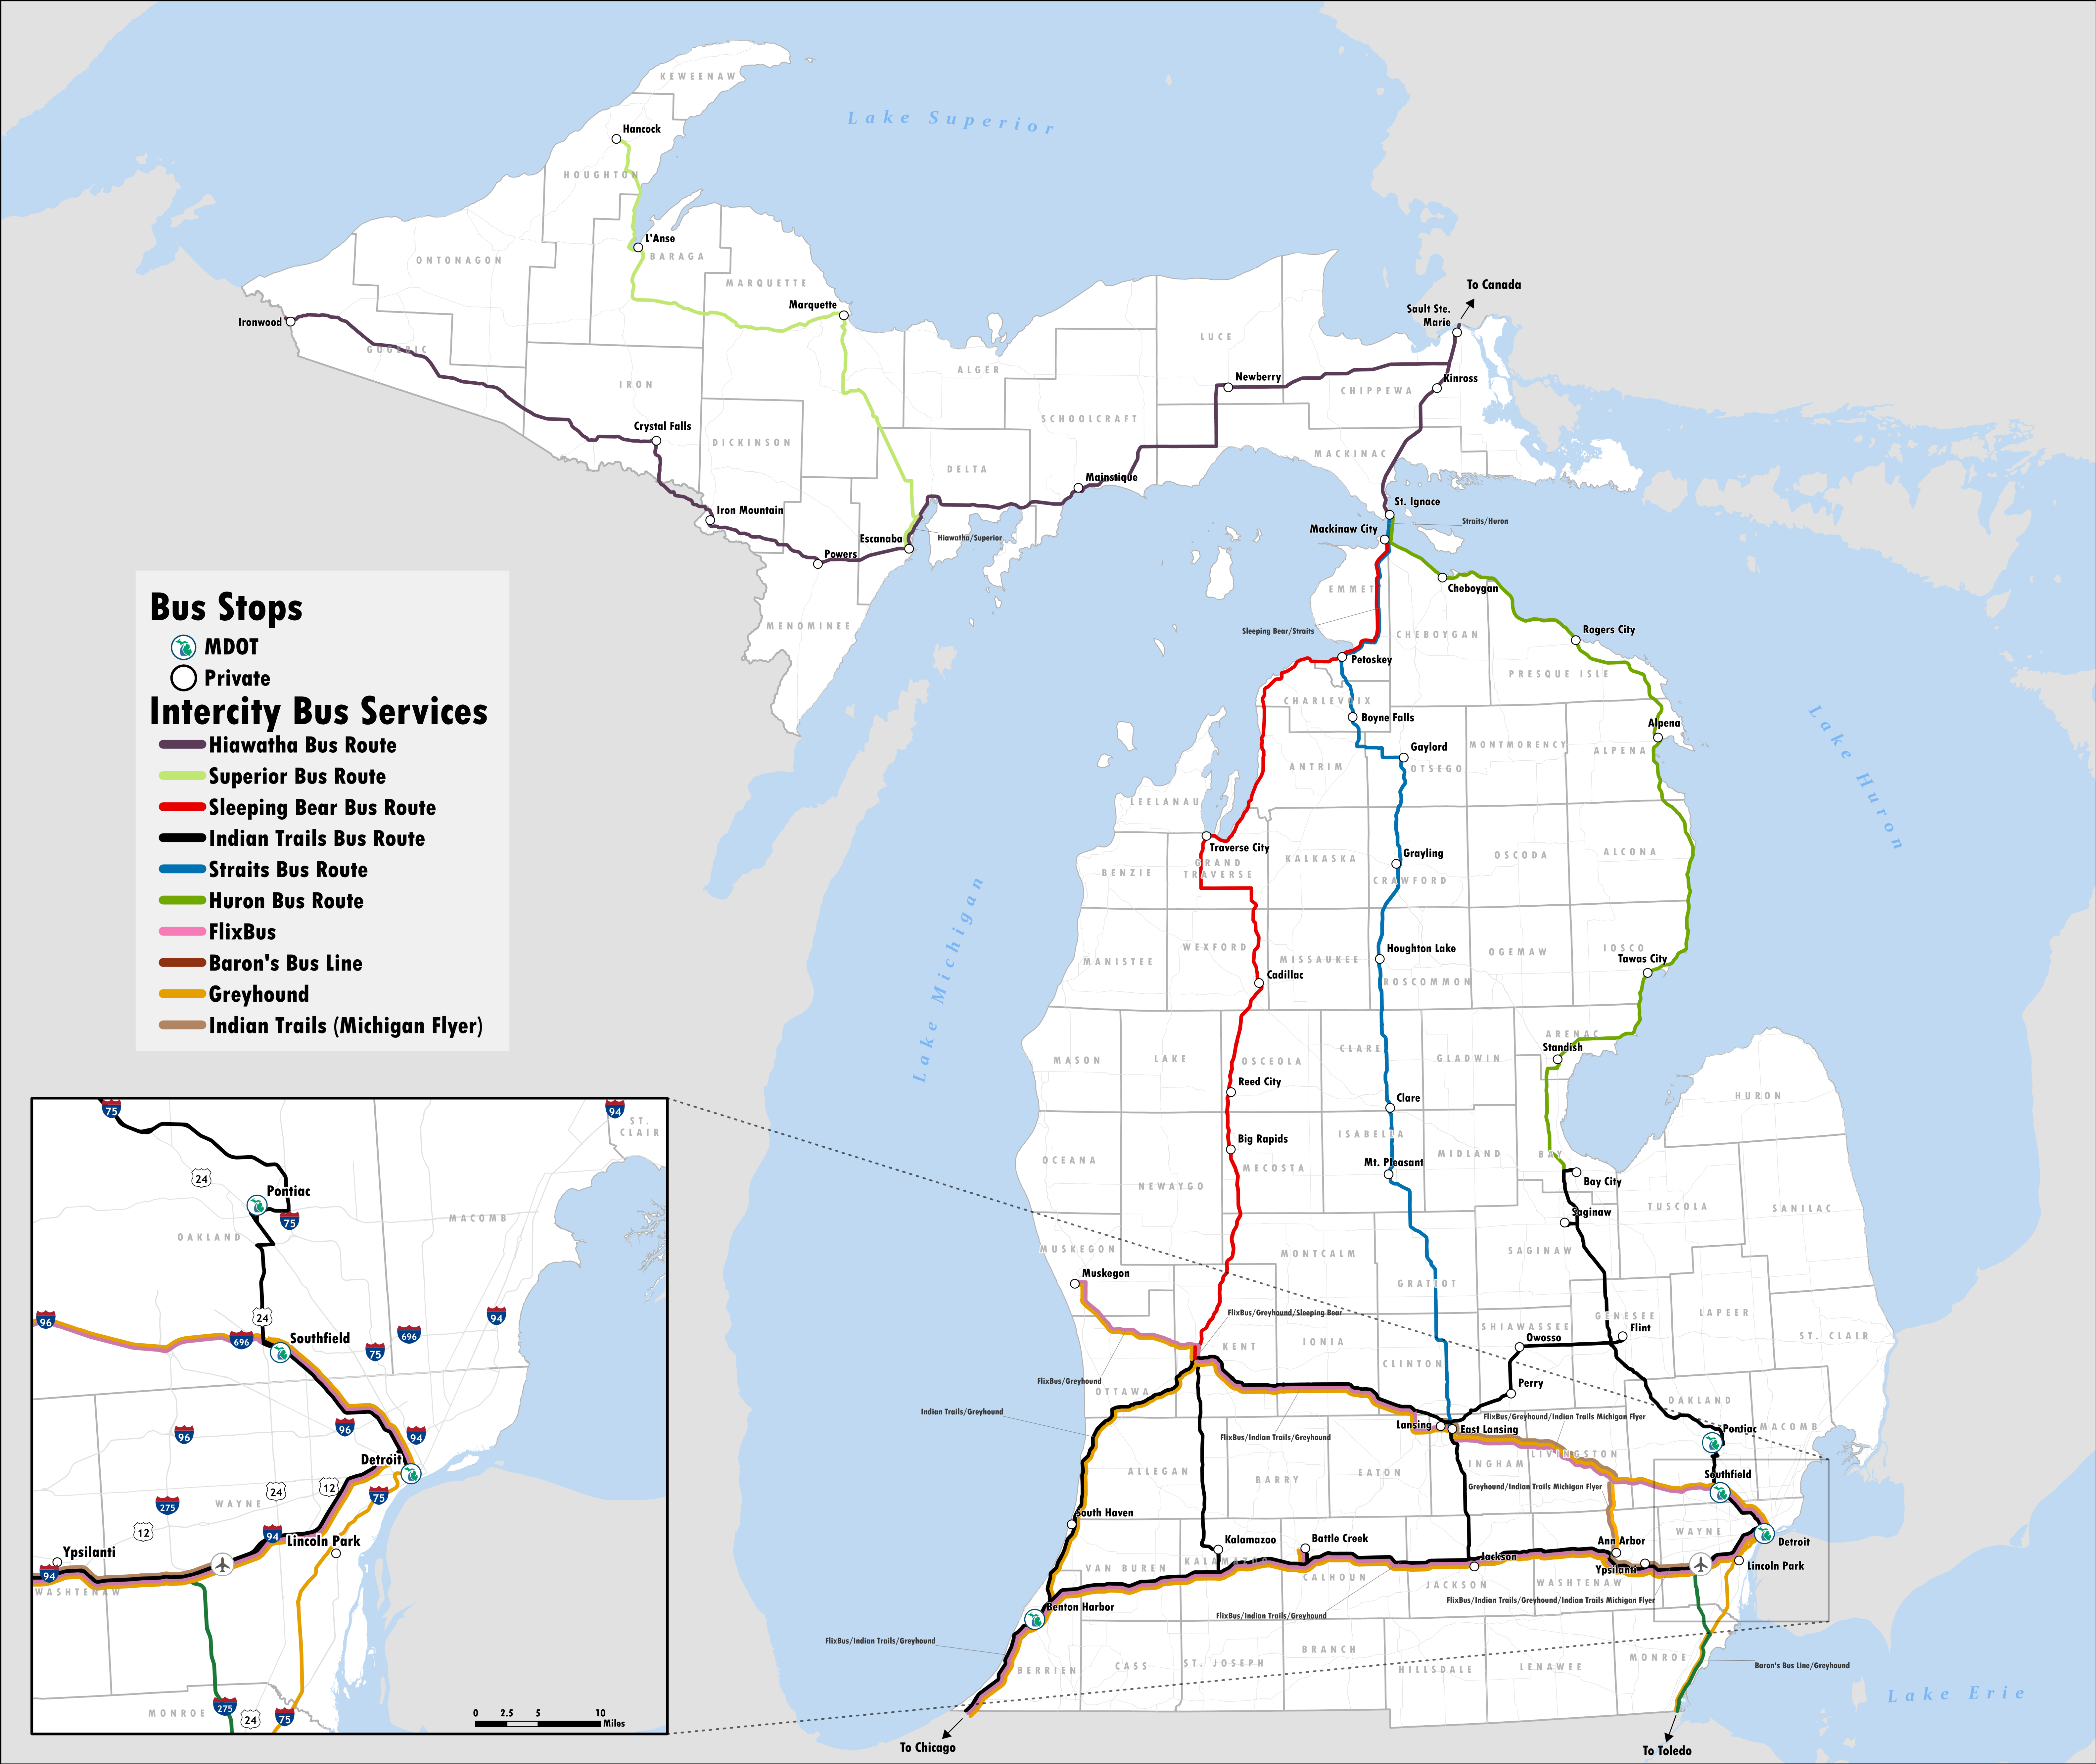 KEWEENAW
Hancock
Lake Superior
HOUGHTON
L'Anse
BARAGA
ONTONAGON
MARQUETTE
Marquette
To Canada
Sault Ste.
Marie
Ironwood
GOGEBIC
LUCE
ALGER
Newberry
Kinross
CHIPPEWA
IRON
SCHOOLCRAFT
Crystal Falls
DICKINSON
MACKINAC
DELTA
Mainstique
St. Ignace
Iron Mountain
Straits/Huron
Mackinaw City
Escanaba
Hiawatha/Superior
Powers
EMMET
Cheboygan
MENOMINEE
Sleeping Bear/Straits
CHEBOYGAN
Rogers City
Petoskey
PRESQUE ISLE
CHARLEVOIX
Boyne Falls
Alpena
Gaylord
MONTMORENCY
ALPENA
ANTRIM
OTSEGO
Lake Huron
LEELANAU
Traverse City
GRAND
TRAVERSE
KALKASKA
Grayling
OSCODA
ALCONA
BENZIE
CRAWFORD
Lake Michigan
WEXFORD
Houghton Lake
OGEMAW
IOSCO
MANISTEE
MISSAUKEE
Tawas City
Cadillac
ROSCOMMON
ARENAC
Standish
MASON
LAKE
OSCEOLA
CLARE
GLADWIN
Reed City
Clare
HURON
Big Rapids
ISABELLA
OCEANA
MECOSTA
MIDLAND
BAY
Mt. Pleasant
NEWAYGO
Bay City
TUSCOLA
SANILAC
Saginaw
MUSKEGON
MONTCALM
SAGINAW
Muskegon
GRATIOT
FlixBus/Greyhound/Sleeping Bear
GENESEE
LAPEER
SHIAWASSEE
Flint
KENT
IONIA
Owosso
ST. CLAIR
CLINTON
FlixBus/Greyhound
Perry
OTTAWA
OAKLAND
Indian Trails/Greyhound
FlixBus/Greyhound/Indian Trails Michigan Flyer
Lansing
East Lansing
MACOMB
Pontiac
FlixBus/Indian Trails/Greyhound
LIVINGSTON
INGHAM
ALLEGAN
BARRY
EATON
Southfield
Greyhound/Indian Trails Michigan Flyer
South Haven
WAYNE
Kalamazoo
Battle Creek
Ann Arbor
Detroit
Jackson
KALAMAZOO
VAN BUREN
Ypsilanti
Lincoln Park
CALHOUN
JACKSON
WASHTENAW
FlixBus/Indian Trails/Greyhound/Indian Trails Michigan Flyer
Benton Harbor
FlixBus/Indian Trails/Greyhound
FlixBus/Indian Trails/Greyhound
BRANCH
MONROE
BERRIEN
CASS
ST. JOSEPH
HILLSDALE
LENAWEE
Baron's Bus Line/Greyhound
Lake Erie
To Chicago
To Toledo
Bus Stops
MDOT
Private
Intercity Bus Services
Hiawatha Bus Route
Superior Bus Route
Sleeping Bear Bus Route
Indian Trails Bus Route
Straits Bus Route
Huron Bus Route
FlixBus
Baron's Bus Line
Greyhound
Indian Trails (Michigan Flyer)
75
94
ST.
CLAIR
24
Pontiac
75
MACOMB
OAKLAND
96
24
94
696
696
Southfield
75
96
96
94
Detroit
24
12
75
275
WAYNE
12
94
Lincoln Park
Ypsilanti
94
WASHTENAW
275
MONROE
24
75
0 2.5 5 10
Miles